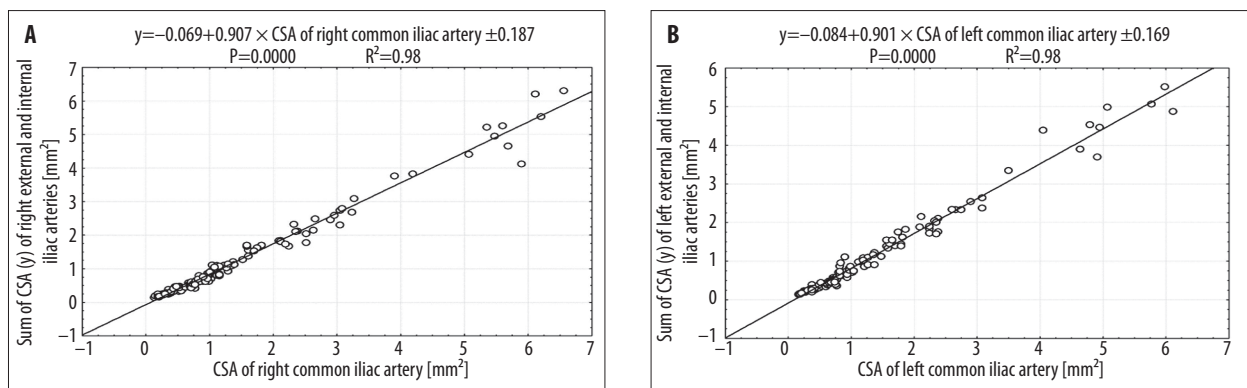 A
y=−0.069+0.907 × CSA of right common iliac artery ±0.187
P=0.0000 R²=0.98
Sum of CSA (y) of right external and internal
iliac arteries [mm²]
7
6
5
4
3
2
1
0
−1
−1 0 1 2 3 4 5 6 7
CSA of right common iliac artery [mm²]
B
y=−0.084+0.901 × CSA of left common iliac artery ±0.169
P=0.0000 R²=0.98
Sum of CSA (y) of left external and internal
iliac arteries [mm²]
6
5
4
3
2
1
0
−1
−1 0 1 2 3 4 5 6 7
CSA of left common iliac artery [mm²]